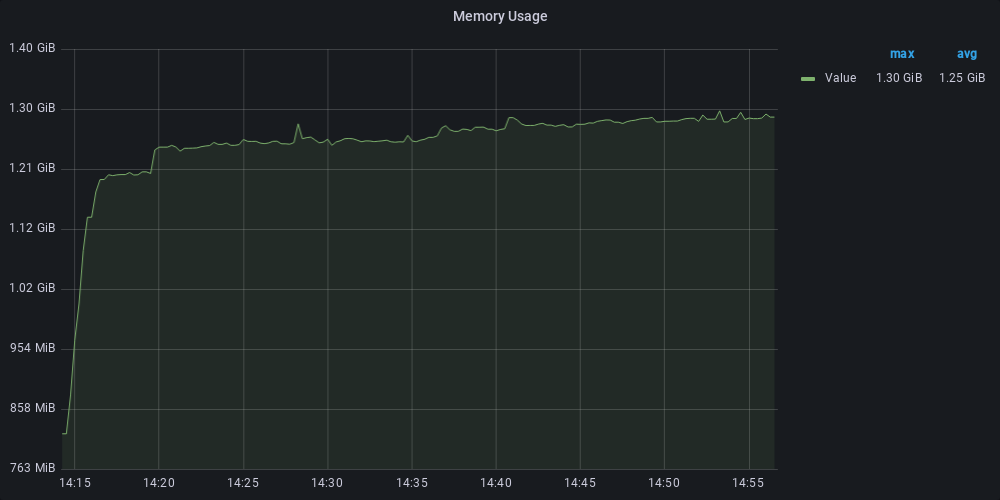 Memory Usage
1.40 GiB
1.30 GiB
1.21 GiB
1.12 GiB
1.02 GiB
954 MiB
858 MiB
763 MiB
14:15 14:20 14:25 14:30 14:35 14:40 14:45 14:50 14:55
max avg
Value 1.30 GiB 1.25 GiB